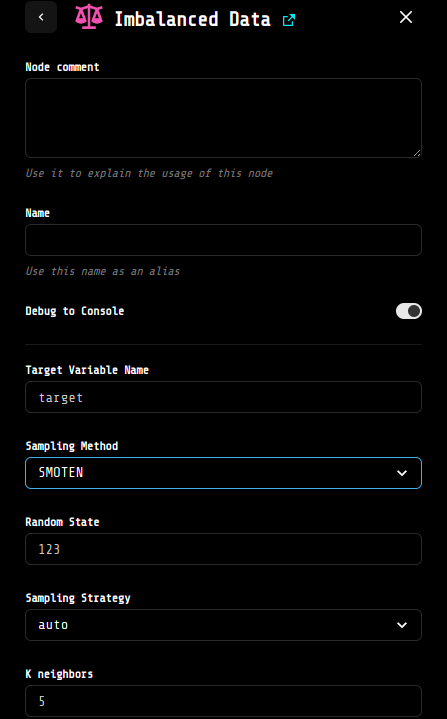 Imbalanced Data
Node comment
Use it to explain the usage of this node
Name
Use this name as an alias
Debug to Console
Target Variable Name
target
Sampling Method
SMOTEN
Random State
123
Sampling Strategy
auto
K neighbors
5